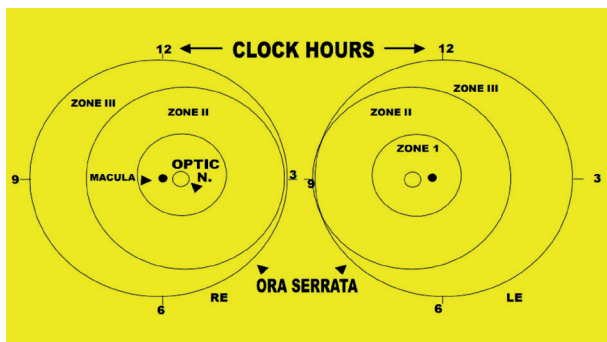 12 CLOCK HOURS 12
ZONE III
ZONE II
ZONE III
ZONE II
ZONE 1
OPTIC
N.
MACULA
9
3
9
3
ORA SERRATA
RE
LE
6
6